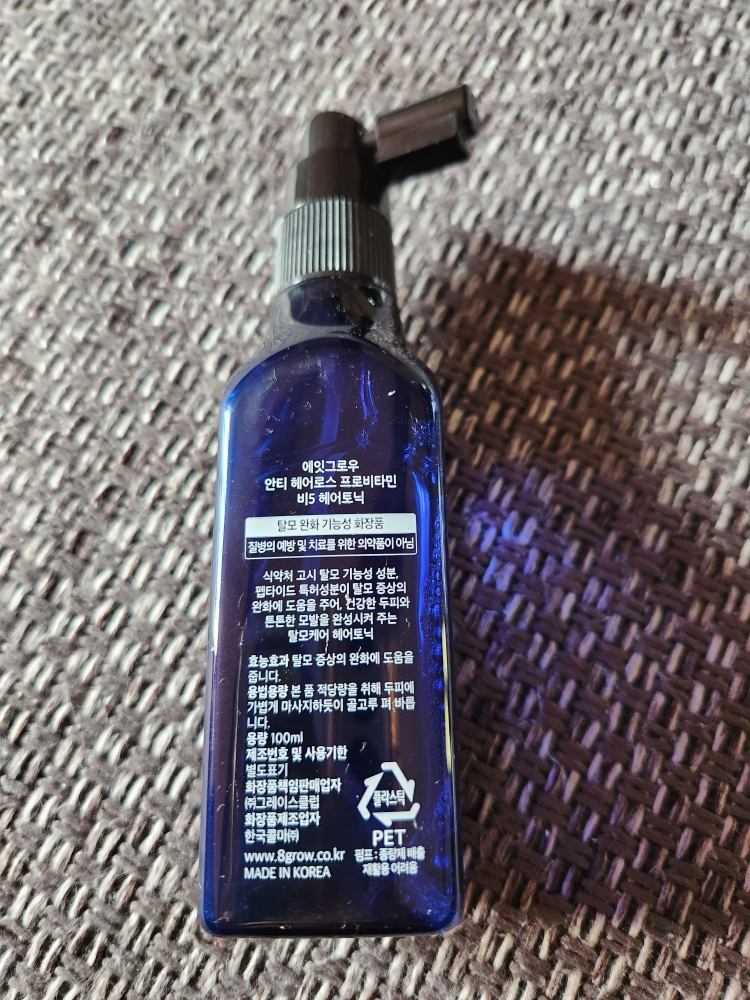 에잇그로우
안티 헤어로스 프로비타민
비5 헤어토닉
탈모 완화 기능성 화장품
질병의 예방 및 치료를 위한 의약품이 아님
식약처 고시 탈모 기능성 성분,
펩타이드 특허성분이 탈모 증상의
완화에 도움을 주어, 건강한 두피와
튼튼한 모발을 완성시켜 주는
탈모케어 헤어토닉
효능효과 탈모 증상의 완화에 도움을
줍니다.
용법용량 본 품 적당량을 취해 두피에
가볍게 마사지하듯이 골고루 펴 바릅
니다.
용량 100ml
제조번호 및 사용기한
별도표기
화장품책임판매업자
㈜그레이스클럽
화장품제조업자
한국콜마㈜
www.8grow.co.kr
MADE IN KOREA
플라스틱
PET
펌프 : 종량제 배출
재활용 어려움